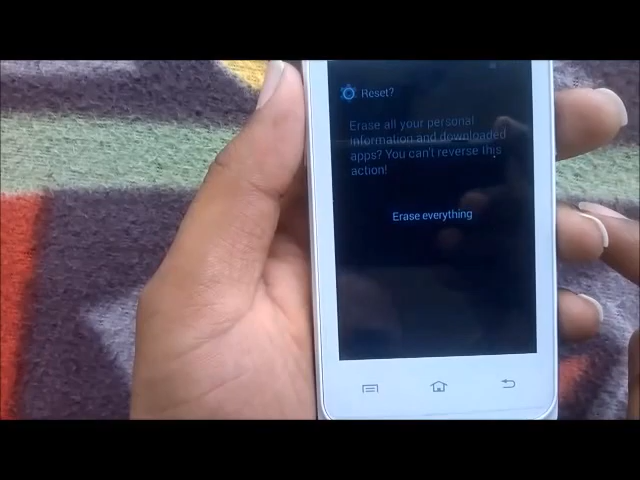 Reset?
Erase all your personal
information and downloaded
apps? You can't reverse this
action!
Erase everything